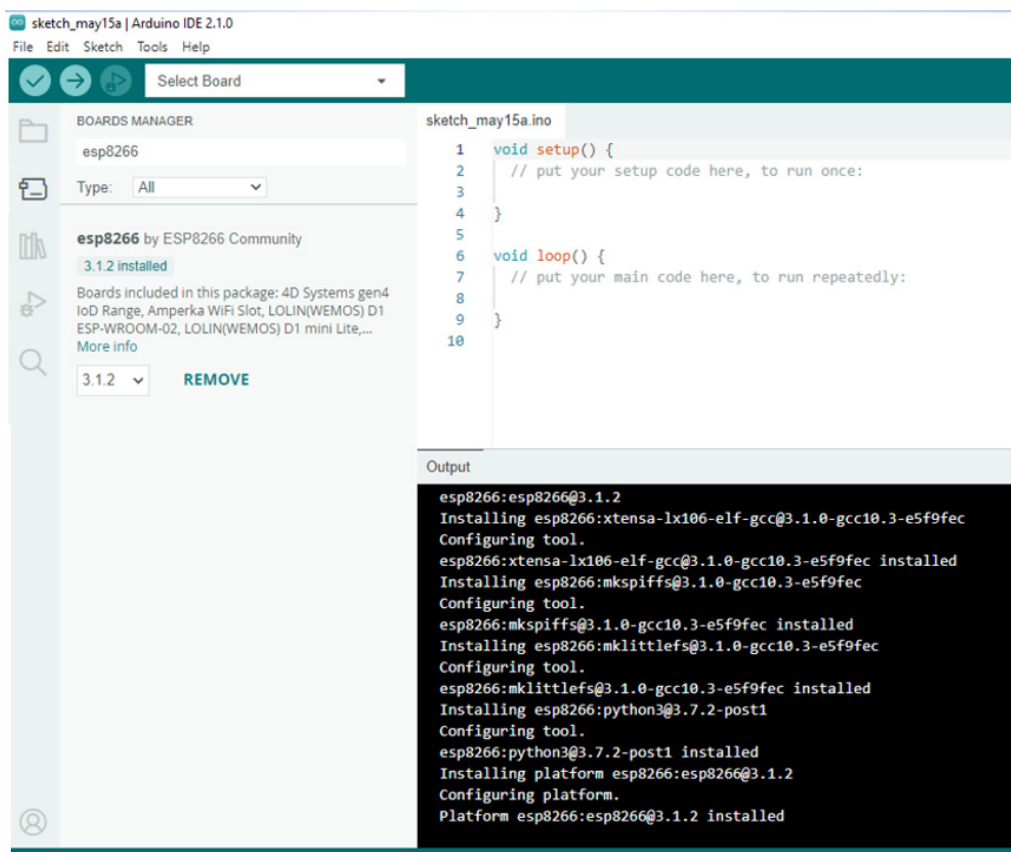 sketch_may15a | Arduino IDE 2.1.0
File Edit Sketch Tools Help
Select Board
BOARDS MANAGER
esp8266
Type: All
esp8266 by ESP8266 Community
3.1.2 installed
Boards included in this package: 4D Systems gen4
IoD Range, Amperka WiFi Slot, LOLIN(WEMOS) D1
ESP-WROOM-02, LOLIN(WEMOS) D1 mini Lite,...
More info
3.1.2 REMOVE
sketch_may15a.ino
1 void setup() {
2 // put your setup code here, to run once:
3
4 }
5
6 void loop() {
7 // put your main code here, to run repeatedly:
8
9 }
10
Output
esp8266:esp8266@3.1.2
Installing esp8266:xtensa-lx106-elf-gcc@3.1.0-gcc10.3-e5f9fec
Configuring tool.
esp8266:xtensa-lx106-elf-gcc@3.1.0-gcc10.3-e5f9fec installed
Installing esp8266:mkspiffs@3.1.0-gcc10.3-e5f9fec
Configuring tool.
esp8266:mkspiffs@3.1.0-gcc10.3-e5f9fec installed
Installing esp8266:mklittlefs@3.1.0-gcc10.3-e5f9fec
Configuring tool.
esp8266:mklittlefs@3.1.0-gcc10.3-e5f9fec installed
Installing esp8266:python3@3.7.2-post1
Configuring tool.
esp8266:python3@3.7.2-post1 installed
Installing platform esp8266:esp8266@3.1.2
Configuring platform.
Platform esp8266:esp8266@3.1.2 installed